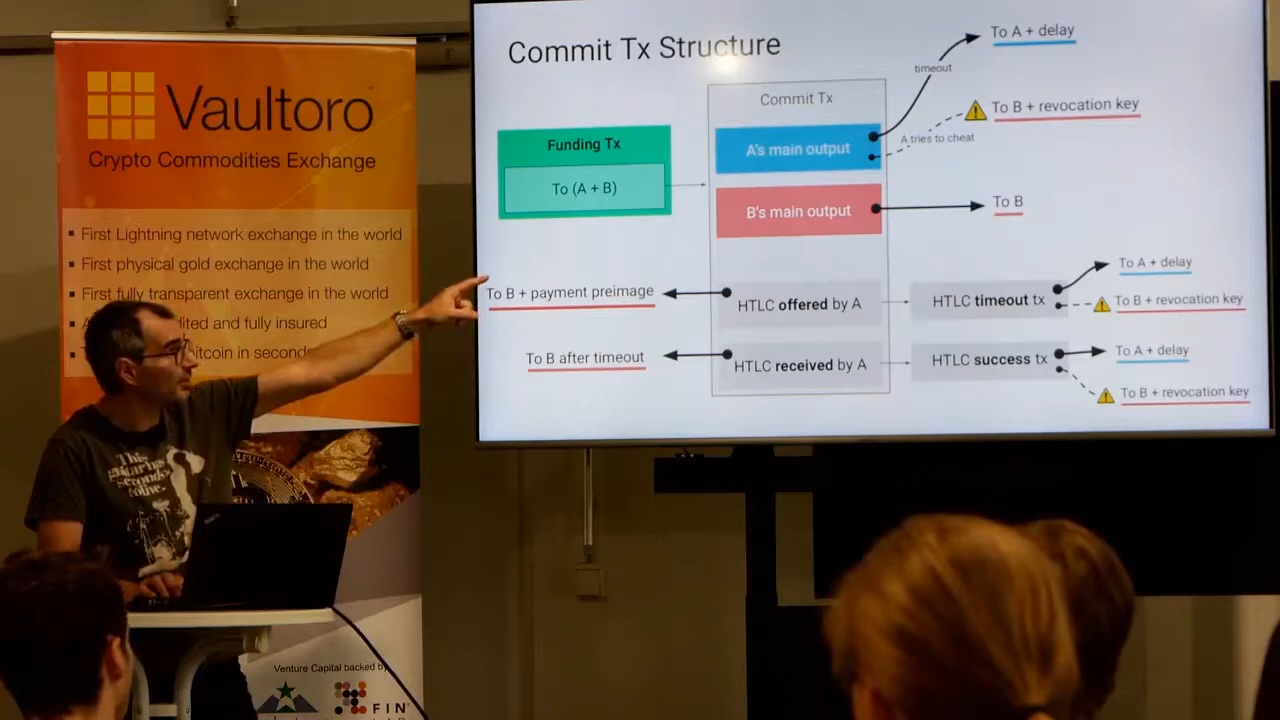 Vaultoro
Crypto Commodities Exchange
▪ First Lightning network exchange in the world
▪ First physical gold exchange in the world
▪ First fully transparent exchange in the world
and fully insured
in seconds
This
Venture Capital backed by
FIN
Commit Tx Structure
Funding Tx
To (A + B)
Commit Tx
A's main output
B's main output
HTLC offered by A
HTLC received by A
timeout
To A + delay
A tries to cheat
To B + revocation key
To B
To B + payment preimage
To B after timeout
HTLC timeout tx
To A + delay
To B + revocation key
HTLC success tx
To A + delay
To B + revocation key